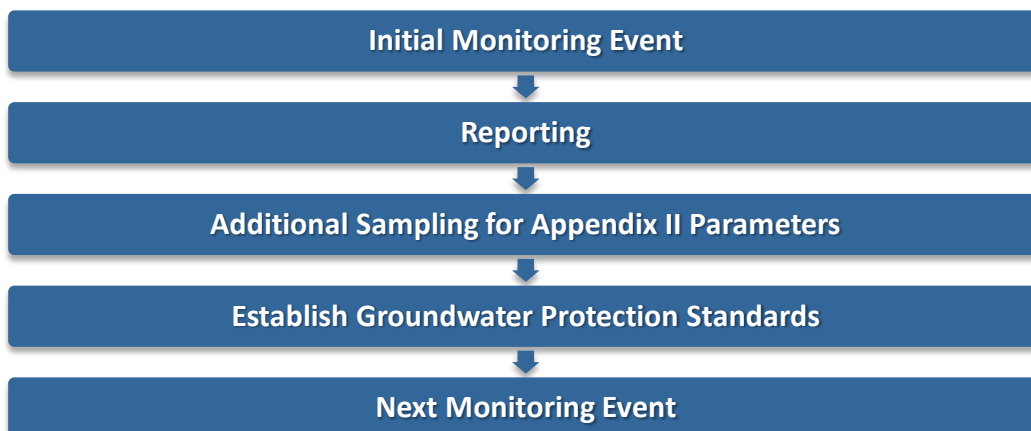 Initial Monitoring Event
Reporting
Additional Sampling for Appendix II Parameters
Establish Groundwater Protection Standards
Next Monitoring Event